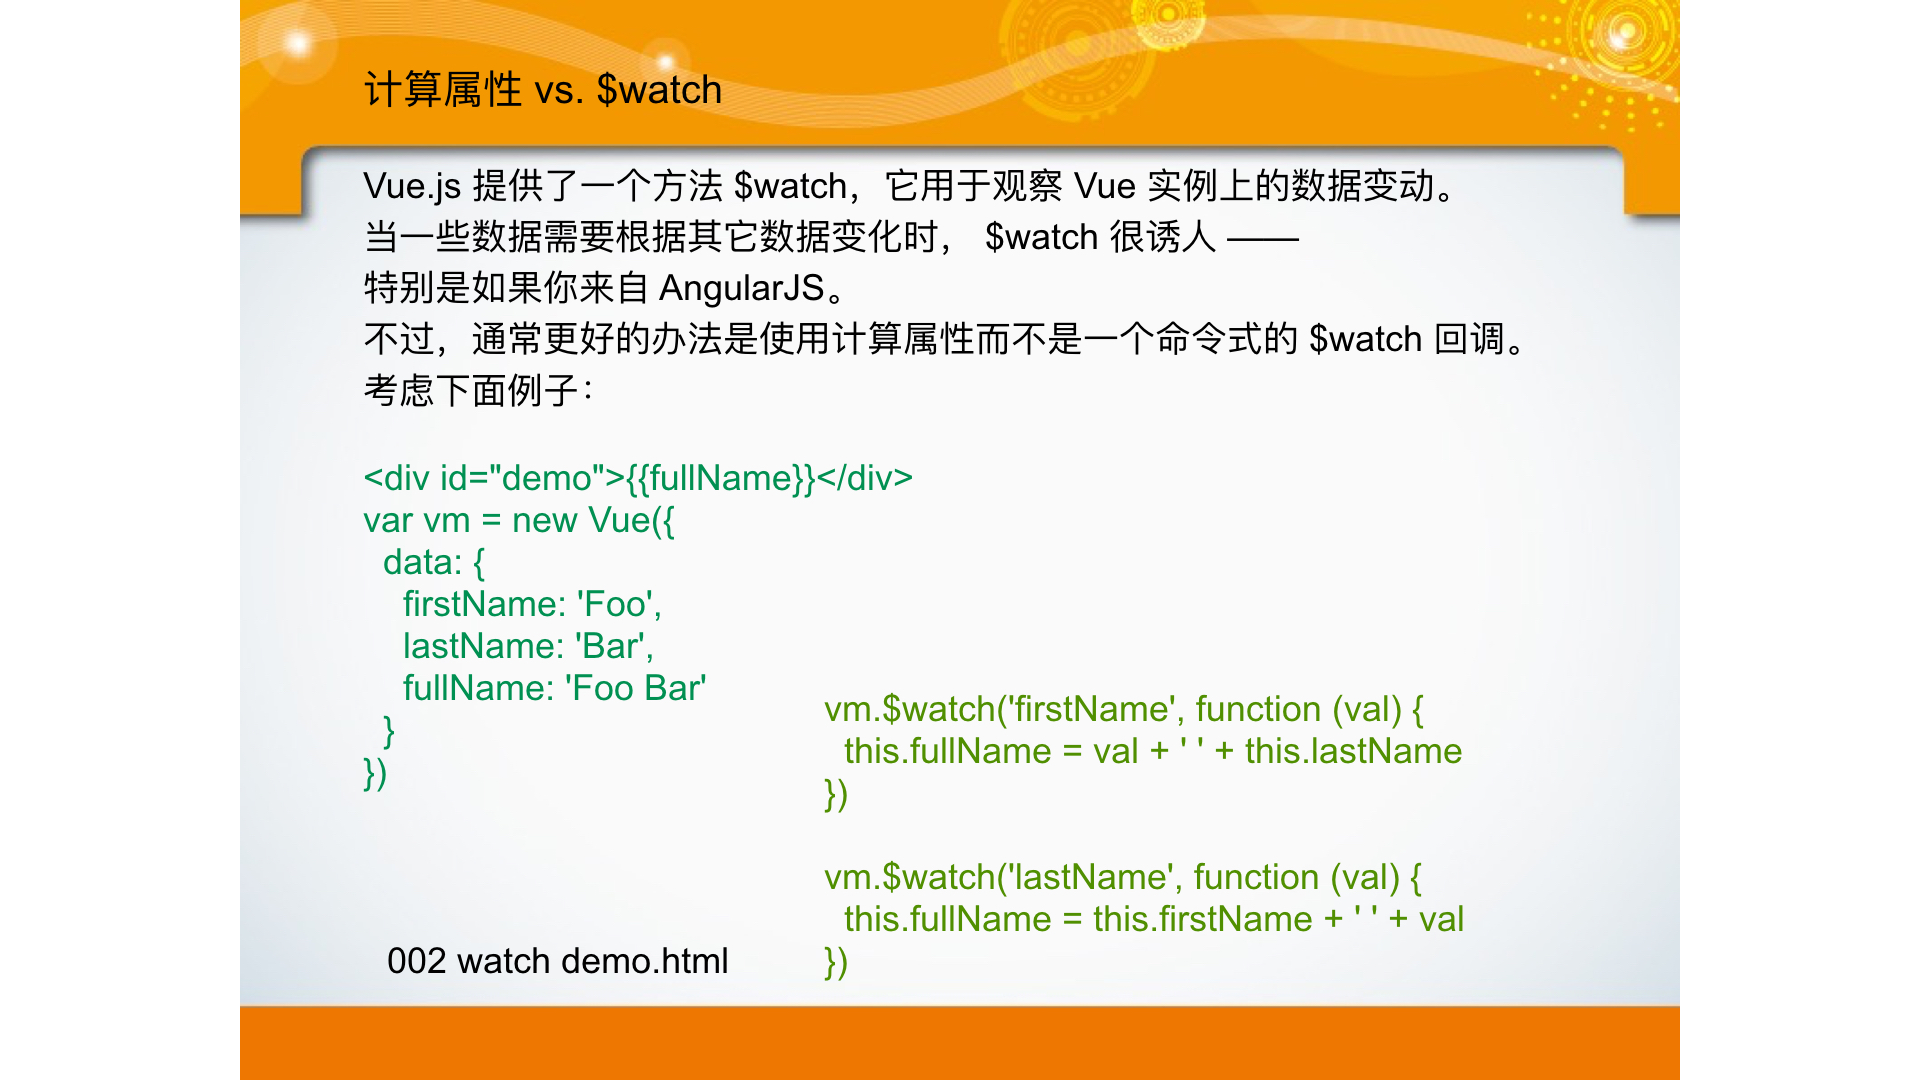 计算属性 vs. $watch
Vue.js 提供了一个方法 $watch，它用于观察 Vue 实例上的数据变动。
当一些数据需要根据其它数据变化时， $watch 很诱人 ——
特别是如果你来自 AngularJS。
不过，通常更好的办法是使用计算属性而不是一个命令式的 $watch 回调。
考虑下面例子：
<div id="demo">{{fullName}}</div>
var vm = new Vue({
  data: {
    firstName: 'Foo',
    lastName: 'Bar',
    fullName: 'Foo Bar'
  }
})
vm.$watch('firstName', function (val) {
  this.fullName = val + ' ' + this.lastName
})
vm.$watch('lastName', function (val) {
  this.fullName = this.firstName + ' ' + val
})
002 watch demo.html